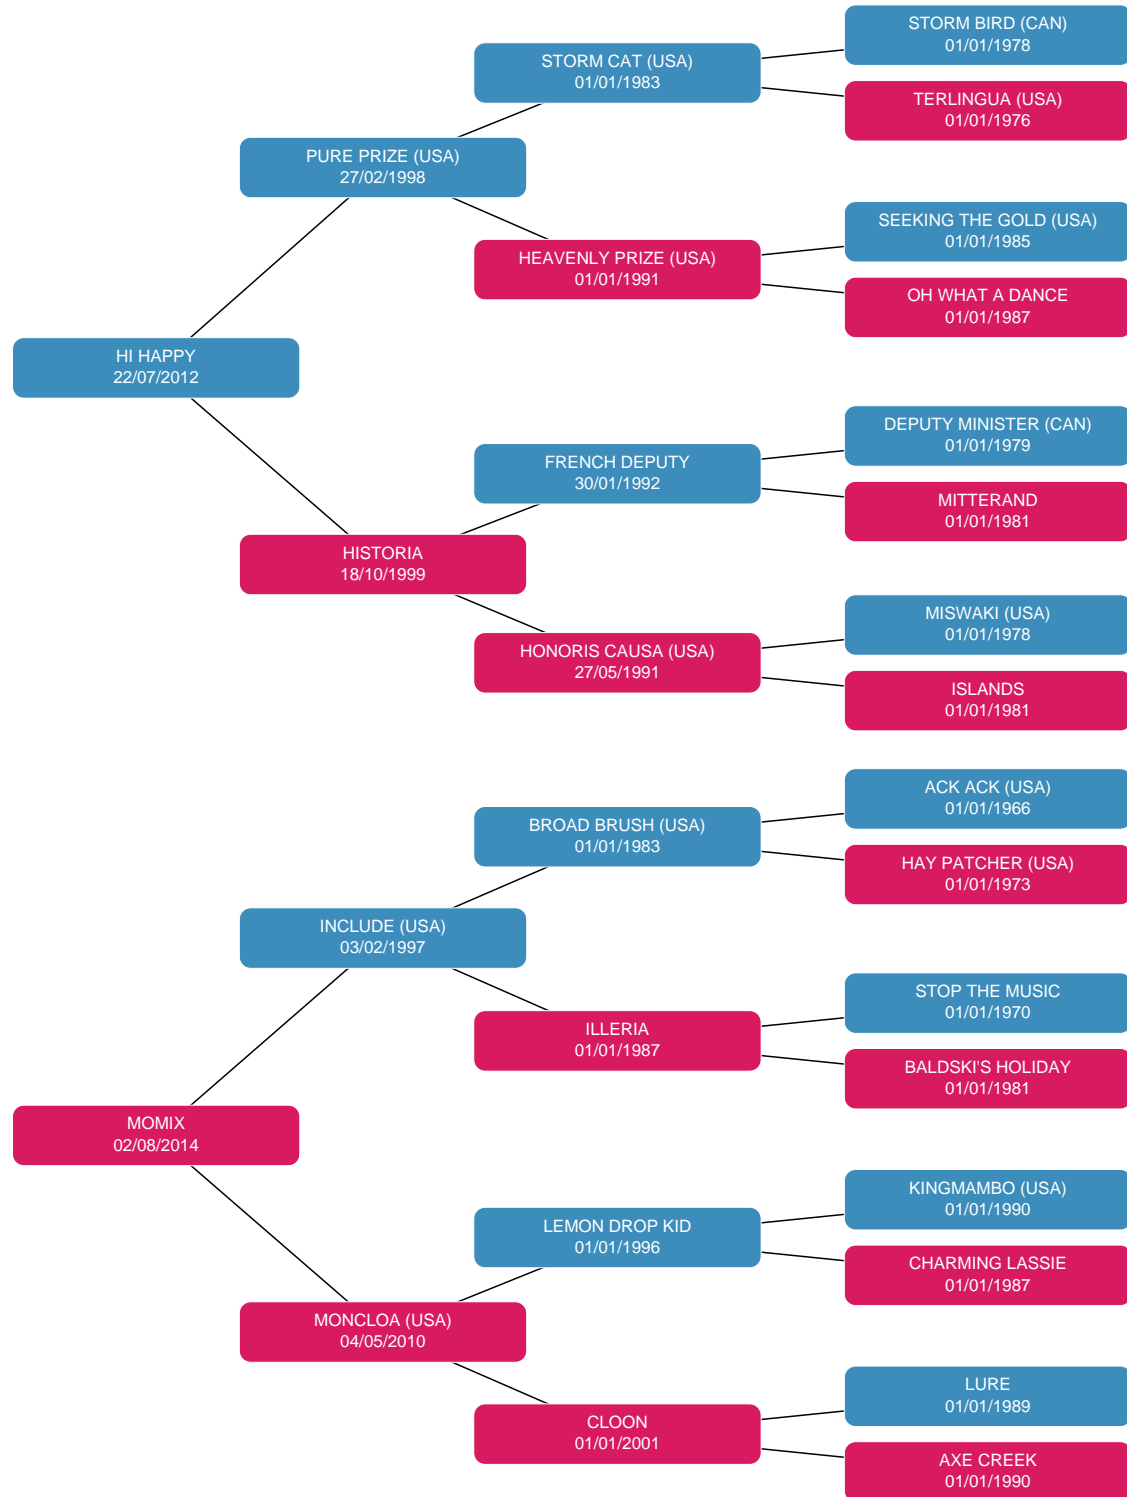 STORM BIRD (CAN)
01/01/1978
STORM CAT (USA)
01/01/1983
TERLINGUA (USA)
01/01/1976
PURE PRIZE (USA)
27/02/1998
SEEKING THE GOLD (USA)
01/01/1985
HEAVENLY PRIZE (USA)
01/01/1991
OH WHAT A DANCE
01/01/1987
HI HAPPY
22/07/2012
DEPUTY MINISTER (CAN)
01/01/1979
FRENCH DEPUTY
30/01/1992
MITTERAND
01/01/1981
HISTORIA
18/10/1999
MISWAKI (USA)
01/01/1978
HONORIS CAUSA (USA)
27/05/1991
ISLANDS
01/01/1981
ACK ACK (USA)
01/01/1966
BROAD BRUSH (USA)
01/01/1983
HAY PATCHER (USA)
01/01/1973
INCLUDE (USA)
03/02/1997
STOP THE MUSIC
01/01/1970
ILLERIA
01/01/1987
BALDSKI'S HOLIDAY
01/01/1981
MOMIX
02/08/2014
KINGMAMBO (USA)
01/01/1990
LEMON DROP KID
01/01/1996
CHARMING LASSIE
01/01/1987
MONCLOA (USA)
04/05/2010
LURE
01/01/1989
CLOON
01/01/2001
AXE CREEK
01/01/1990